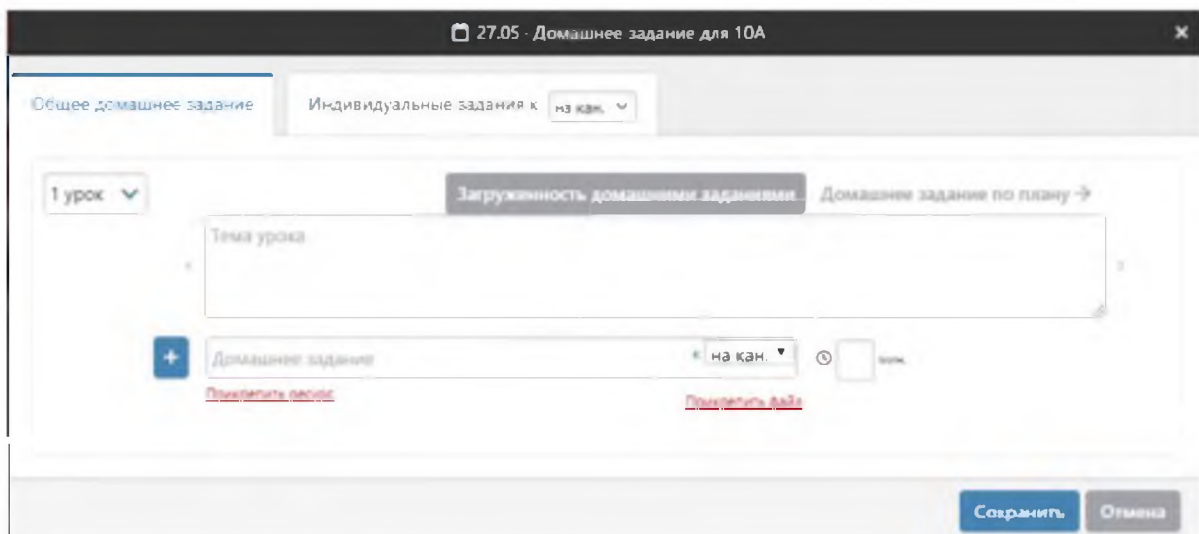 27.05 - Домашнее задание для 10А
Общее домашнее задание
Индивидуальные задания к на кан.
1 урок
Загруженность домашними заданиями
Домашнее задание по плану →
Тема урока
+ Домашнее задание к на кан.
Прикрепить ресурс
Прикрепить файл
Сохранить
Отмена